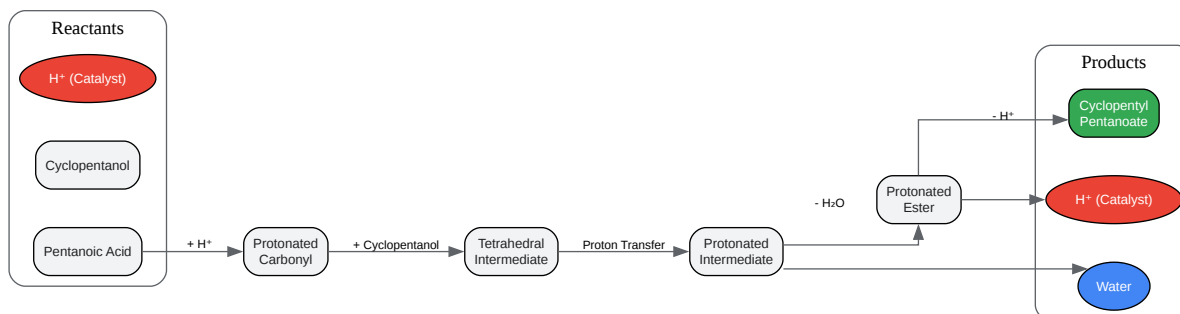 Reactants
H⁺ (Catalyst)
Cyclopentanol
Pentanoic Acid
+ H⁺
Protonated
Carbonyl
+ Cyclopentanol
Tetrahedral
Intermediate
Proton Transfer
Protonated
Intermediate
- H₂O
Protonated
Ester
- H⁺
Products
Cyclopentyl
Pentanoate
H⁺ (Catalyst)
Water